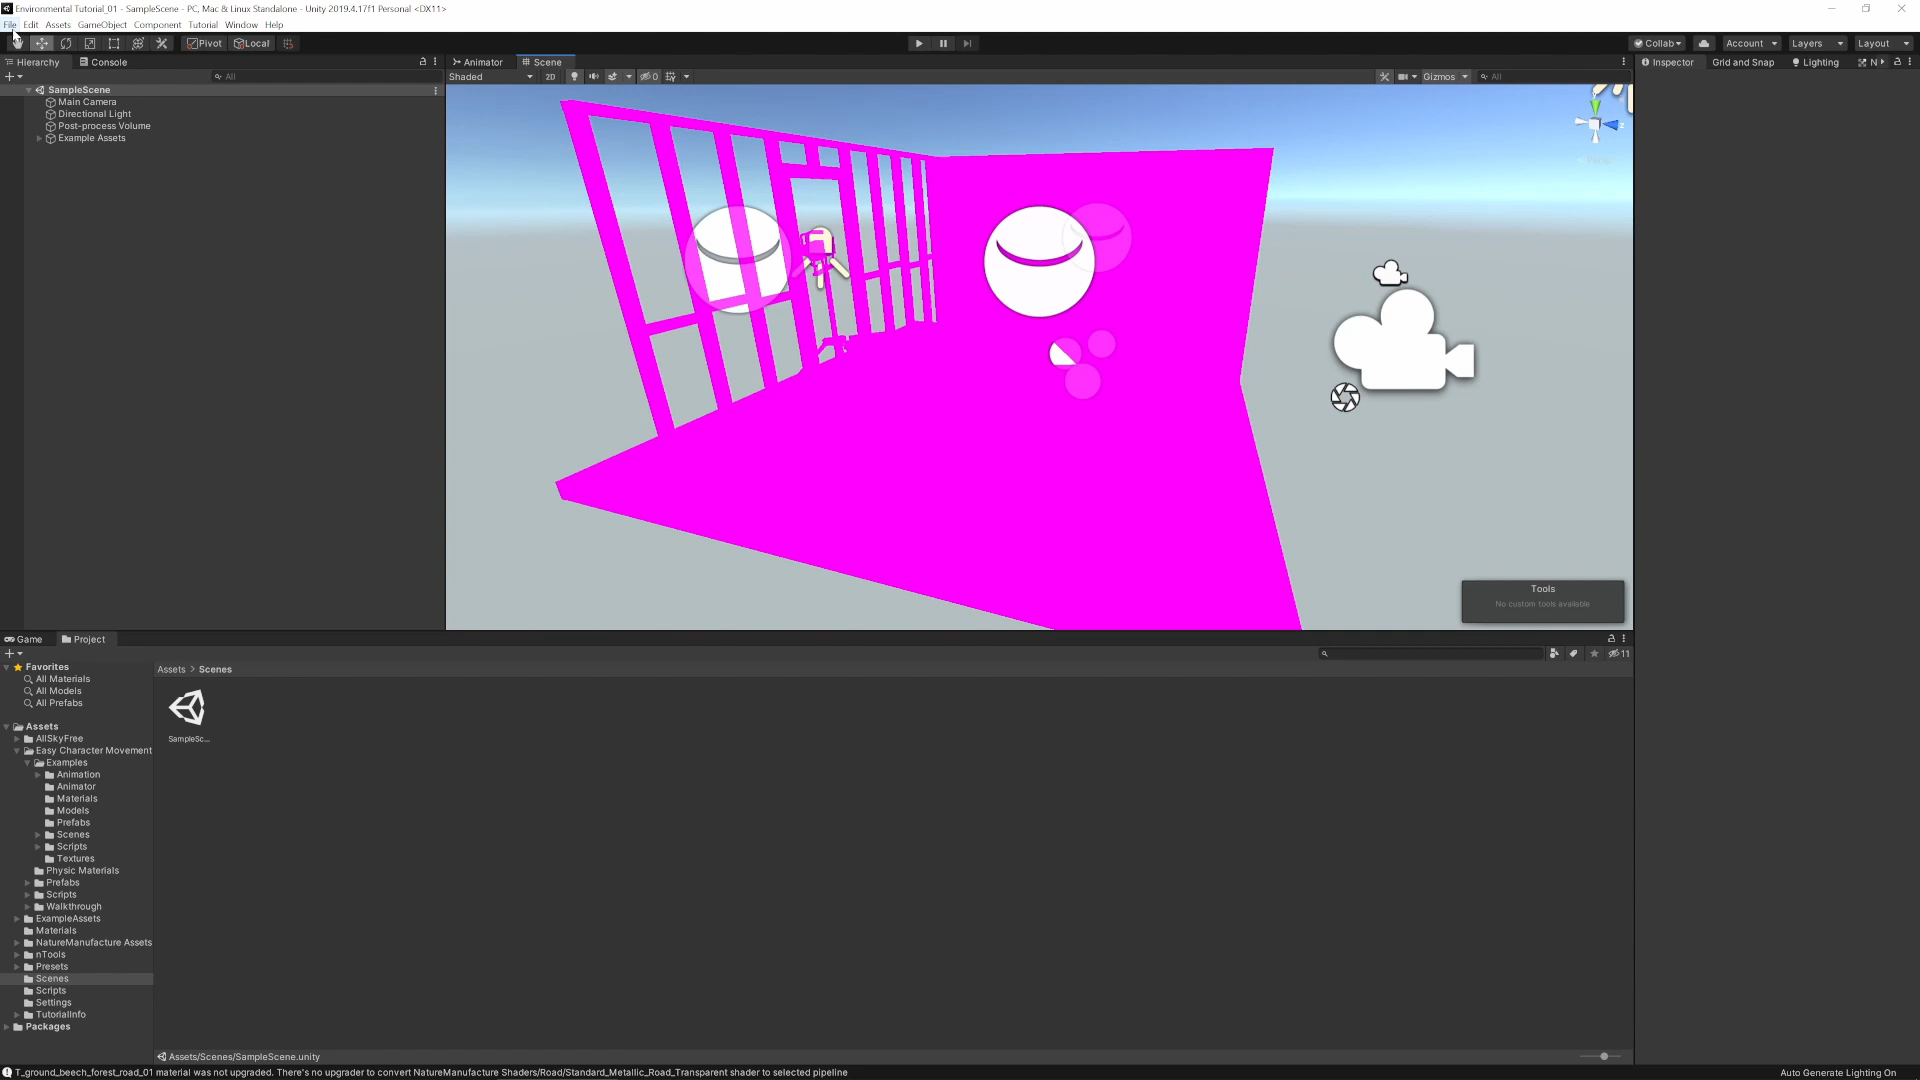 Environmental Tutorial_01 - SampleScene - PC, Mac & Linux Standalone - Unity 2019.4.17f1 Personal <DX11>
File Edit Assets GameObject Component Tutorial Window Help
Pivot Local Collab Account Layers Layout
Hierarchy Console Animator Scene Inspector Grid and Snap Lighting N
All Shaded 2D 0 Gizmos All
SampleScene
Main Camera
Directional Light
Post-process Volume
Example Assets
Persp
Tools
No custom tools available
Game Project
11
Favorites
All Materials
All Models
All Prefabs
Assets
AllSkyFree
Easy Character Movement
Examples
Animation
Animator
Materials
Models
Prefabs
Scenes
Scripts
Textures
Physic Materials
Prefabs
Scripts
Walkthrough
ExampleAssets
Materials
NatureManufacture Assets
nTools
Presets
Scenes
Scripts
Settings
TutorialInfo
Packages
Assets > Scenes
SampleSc...
Assets/Scenes/SampleScene.unity
T_ground_beech_forest_road_01 material was not upgraded. There's no upgrader to convert NatureManufacture Shaders/Road/Standard_Metallic_Road_Transparent shader to selected pipeline
Auto Generate Lighting On